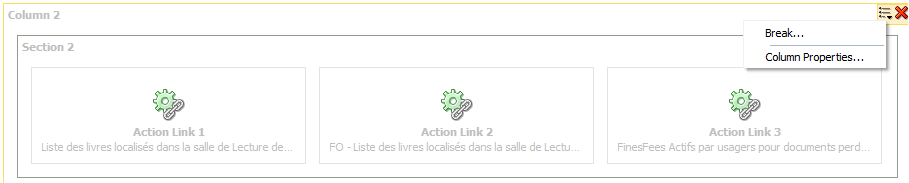 Column 2
Break...
Section 2
Column Properties...
Action Link 1
Action Link 2
Action Link 3
Liste des livres localisés dans la salle de Lecture de...
FO - Liste des livres localisés dans la salle de Lectu...
FinesFees Actifs par usagers pour documents perd...